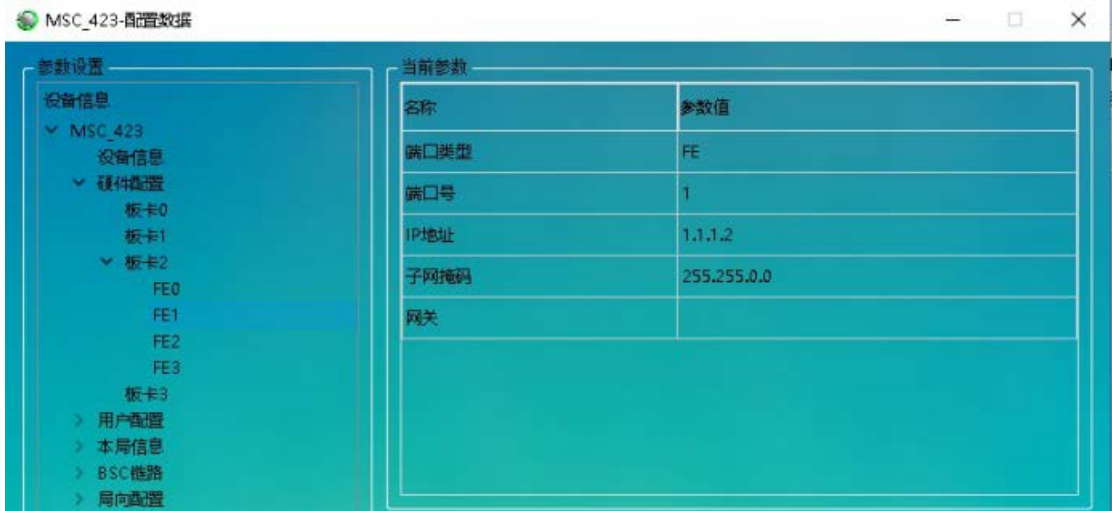 MSC_423-配置数据
参数设置
设备信息
MSC_423
设备信息
硬件配置
板卡0
板卡1
板卡2
FE0
FE1
FE2
FE3
板卡3
用户配置
本局信息
BSC链路
局向配置
当前参数
名称 参数值
端口类型 FE
端口号 1
IP地址 1.1.1.2
子网掩码 255.255.0.0
网关